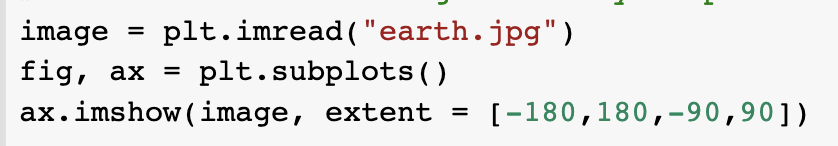 image = plt.imread("earth.jpg")
fig, ax = plt.subplots()
ax.imshow(image, extent = [-180,180,-90,90])